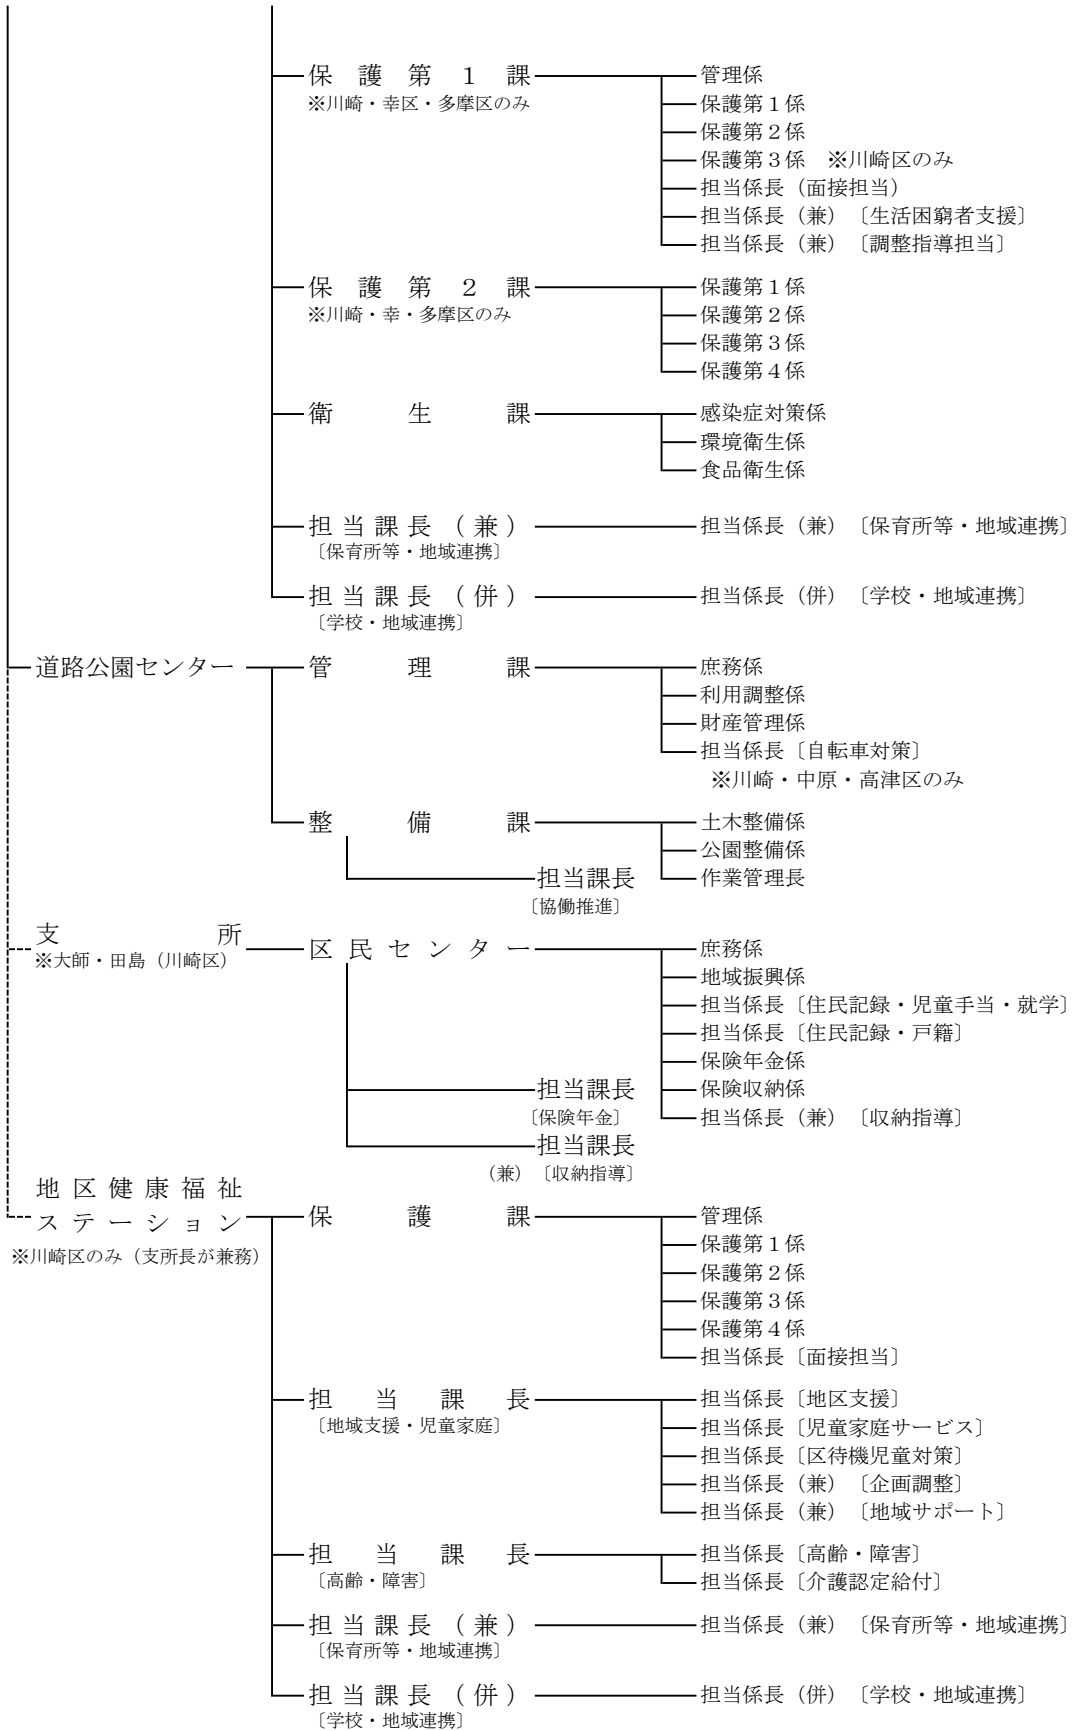 保護第１課
※川崎・幸区・多摩区のみ
管理係
保護第１係
保護第２係
保護第３係　※川崎区のみ
担当係長（面接担当）
担当係長（兼）〔生活困窮者支援〕
担当係長（兼）〔調整指導担当〕
保護第２課
※川崎・幸・多摩区のみ
保護第１係
保護第２係
保護第３係
保護第４係
衛生課
感染症対策係
環境衛生係
食品衛生係
担当課長（兼）
〔保育所等・地域連携〕
担当係長（兼）〔保育所等・地域連携〕
担当課長（併）
〔学校・地域連携〕
担当係長（併）〔学校・地域連携〕
道路公園センター
管理課
庶務係
利用調整係
財産管理係
担当係長〔自転車対策〕
※川崎・中原・高津区のみ
整備課
土木整備係
公園整備係
作業管理長
担当課長
〔協働推進〕
支所
※大師・田島（川崎区）
区民センター
庶務係
地域振興係
担当係長〔住民記録・児童手当・就学〕
担当係長〔住民記録・戸籍〕
保険年金係
保険収納係
担当係長（兼）〔収納指導〕
担当課長
〔保険年金〕
担当課長
（兼）〔収納指導〕
地区健康福祉
ステーション
※川崎区のみ（支所長が兼務）
保護課
管理係
保護第１係
保護第２係
保護第３係
保護第４係
担当係長〔面接担当〕
担当課長
〔地域支援・児童家庭〕
担当係長〔地区支援〕
担当係長〔児童家庭サービス〕
担当係長〔区待機児童対策〕
担当係長（兼）〔企画調整〕
担当係長（兼）〔地域サポート〕
担当課長
〔高齢・障害〕
担当係長〔高齢・障害〕
担当係長〔介護認定給付〕
担当課長（兼）
〔保育所等・地域連携〕
担当係長（兼）〔保育所等・地域連携〕
担当課長（併）
〔学校・地域連携〕
担当係長（併）〔学校・地域連携〕